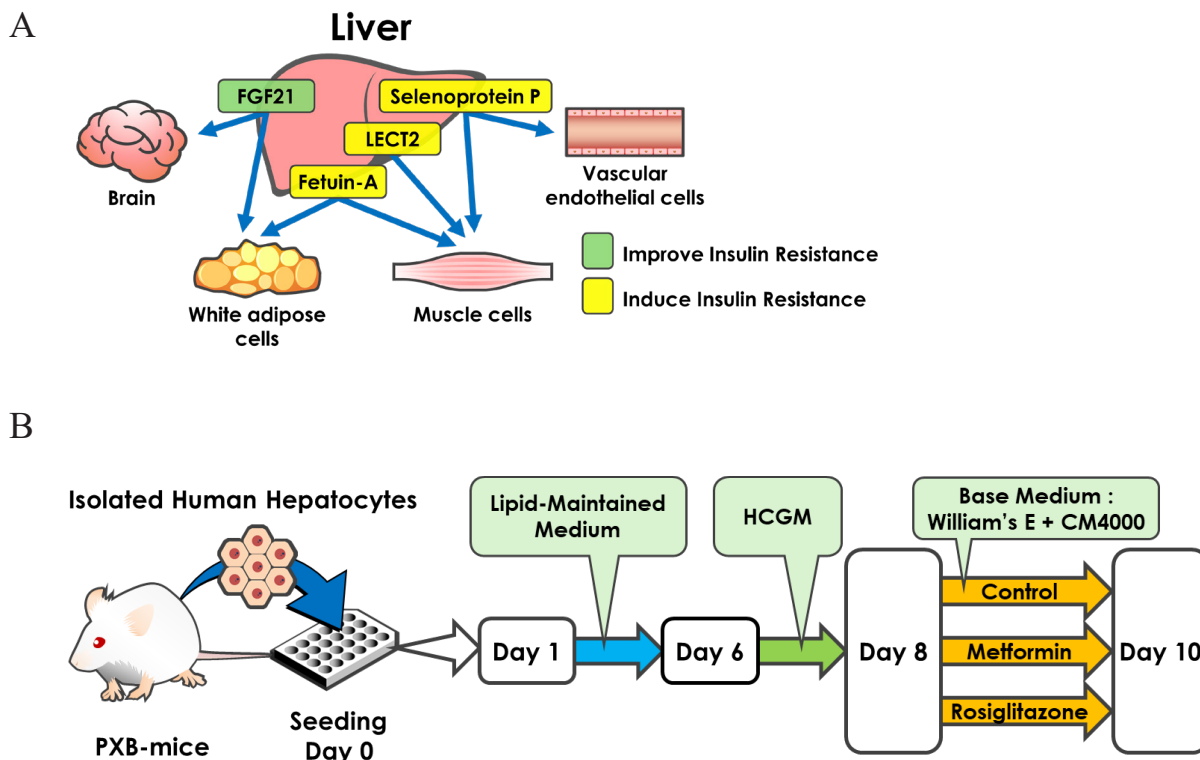 A
Liver
FGF21
Selenoprotein P
LECT2
Fetuin-A
Brain
Vascular
endothelial cells
White adipose
cells
Muscle cells
Improve Insulin Resistance
Induce Insulin Resistance
B
Isolated Human Hepatocytes
Lipid-Maintained
Medium
HCGM
Base Medium :
William's E + CM4000
Day 1
Day 6
Day 8
Control
Metformin
Rosiglitazone
Day 10
PXB-mice
Seeding
Day 0